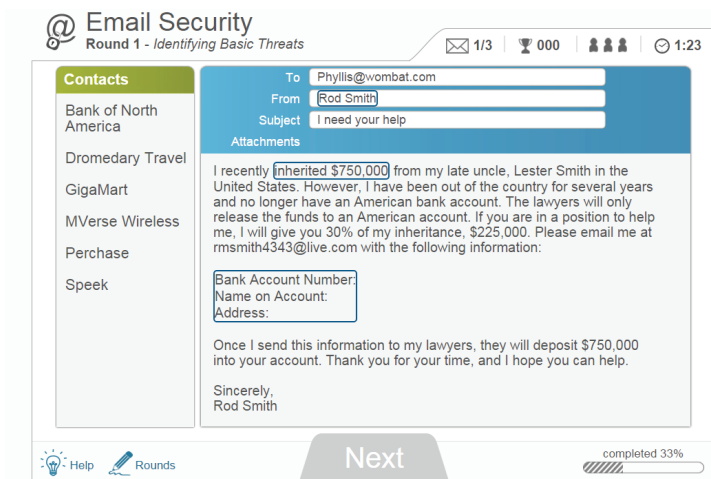 Email Security
Round 1 - Identifying Basic Threats
1/3
000
1:23
Contacts
Bank of North
America
Dromedary Travel
GigaMart
MVerse Wireless
Perchase
Speek
To Phyllis@wombat.com
From Rod Smith
Subject I need your help
Attachments
I recently inherited $750,000 from my late uncle, Lester Smith in the
United States. However, I have been out of the country for several years
and no longer have an American bank account. The lawyers will only
release the funds to an American account. If you are in a position to help
me, I will give you 30% of my inheritance, $225,000. Please email me at
rmsmith4343@live.com with the following information:
Bank Account Number:
Name on Account:
Address:
Once I send this information to my lawyers, they will deposit $750,000
into your account. Thank you for your time, and I hope you can help.
Sincerely,
Rod Smith
Help
Rounds
Next
completed 33%